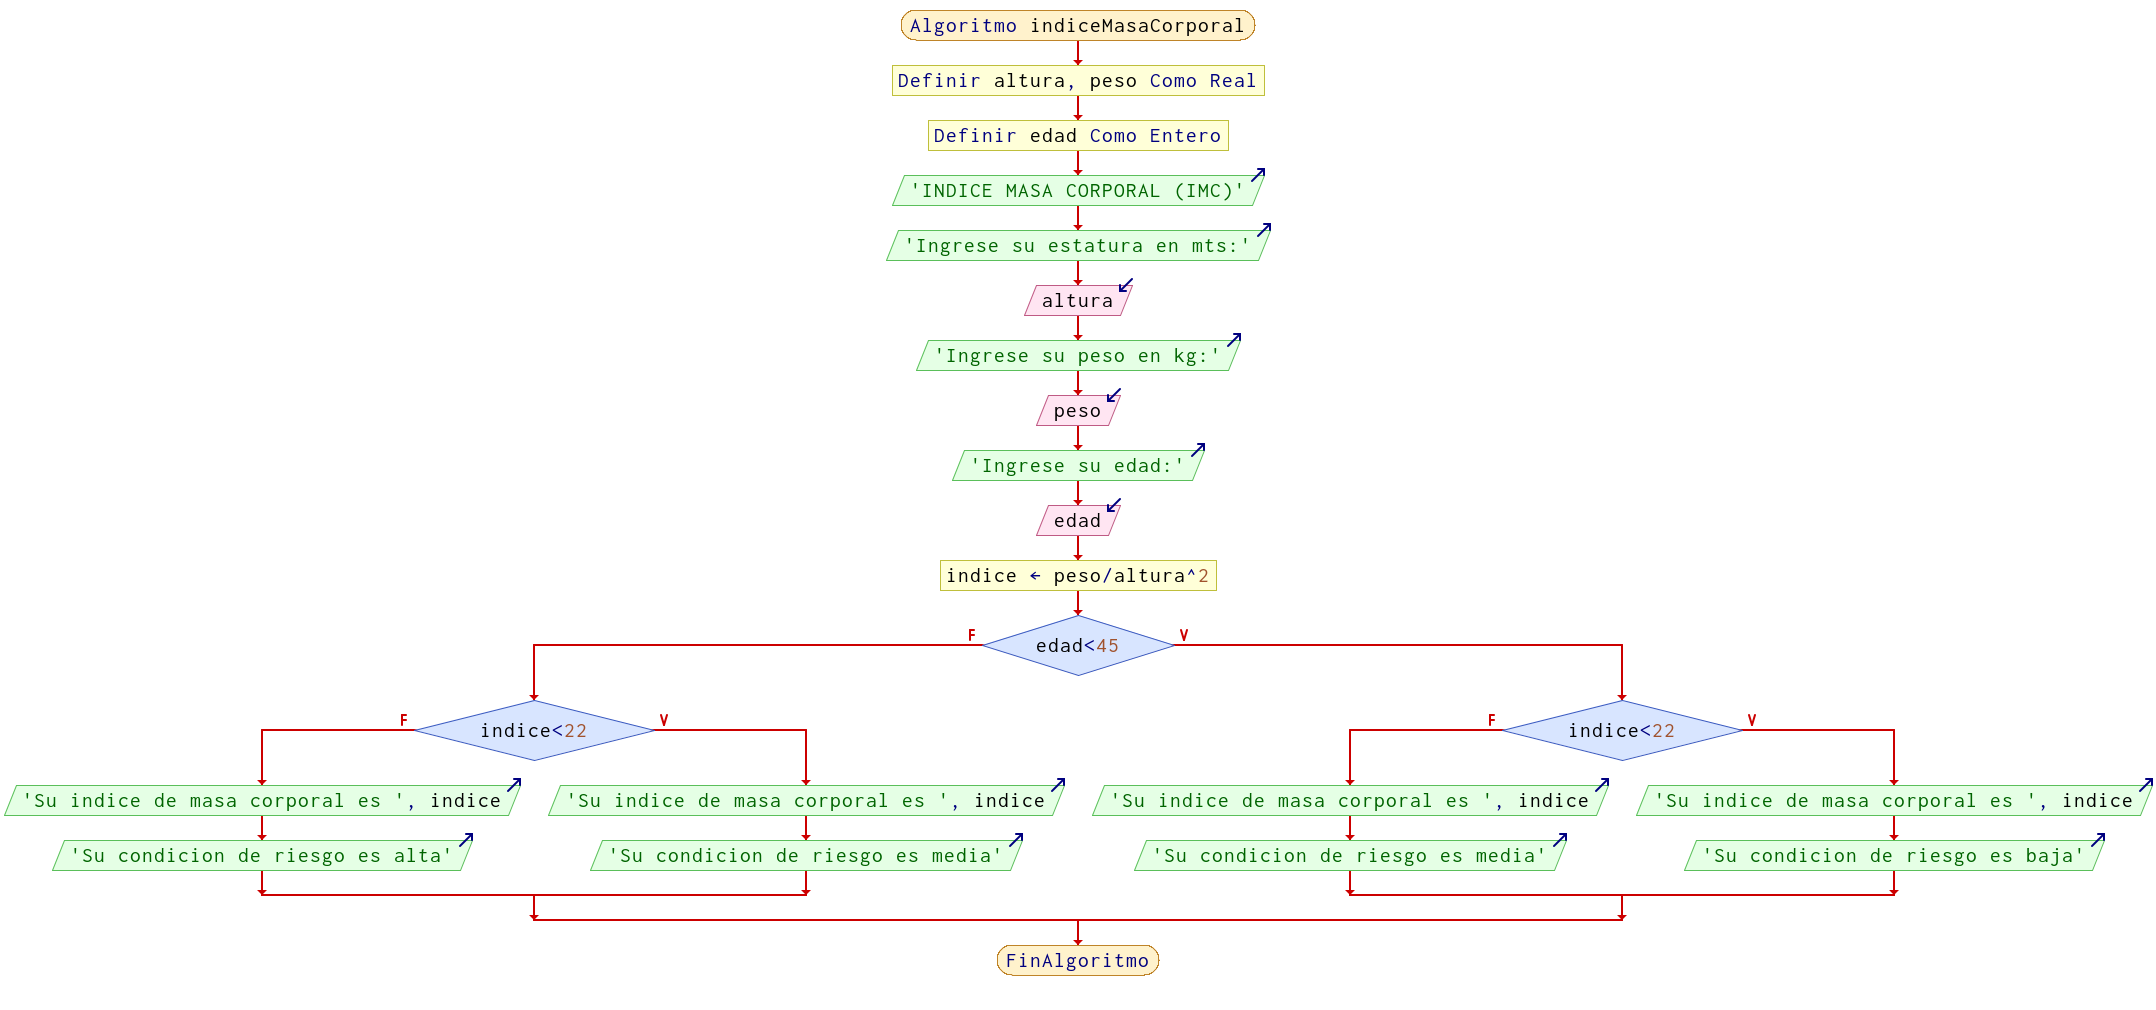 Algoritmo indiceMasaCorporal
Definir altura, peso Como Real
Definir edad Como Entero
'INDICE MASA CORPORAL (IMC)'
'Ingrese su estatura en mts:'
altura
'Ingrese su peso en kg:'
peso
'Ingrese su edad:'
edad
indice ← peso/altura^2
F
edad<45
V
F
indice<22
V
F
indice<22
V
'Su indice de masa corporal es ', indice
'Su indice de masa corporal es ', indice
'Su indice de masa corporal es ', indice
'Su indice de masa corporal es ', indice
'Su condicion de riesgo es alta'
'Su condicion de riesgo es media'
'Su condicion de riesgo es media'
'Su condicion de riesgo es baja'
FinAlgoritmo